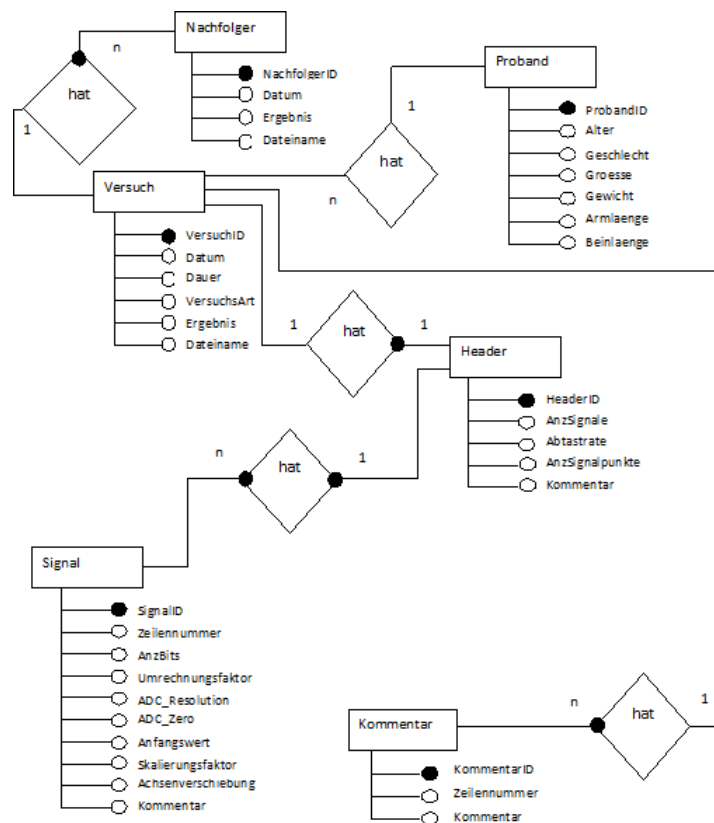 Nachfolger
n
hat
1
NachfolgerID
Datum
Ergebnis
Dateiname
Proband
1
hat
n
ProbandID
Alter
Geschlecht
Groesse
Gewicht
Armlaenge
Beinlaenge
Versuch
VersuchID
Datum
Dauer
VersuchsArt
Ergebnis
Dateiname
1
hat
1
Header
HeaderID
AnzSignale
Abtastrate
AnzSignalpunkte
Kommentar
n
hat
1
Signal
SignalID
Zeilennummer
AnzBits
Umrechnungsfaktor
ADC_Resolution
ADC_Zero
Anfangswert
Skalierungsfaktor
Achsenverschiebung
Kommentar
Kommentar
n
hat
1
KommentarID
Zeilennummer
Kommentar